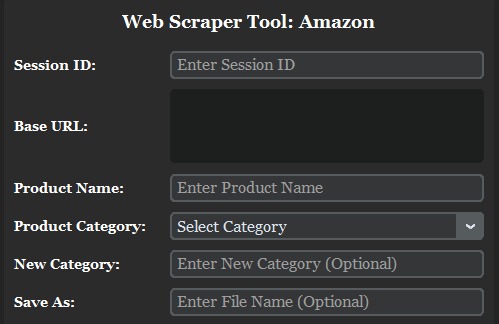 Web Scraper Tool: Amazon
Session ID: Enter Session ID
Base URL:
Product Name: Enter Product Name
Product Category: Select Category
New Category: Enter New Category (Optional)
Save As: Enter File Name (Optional)